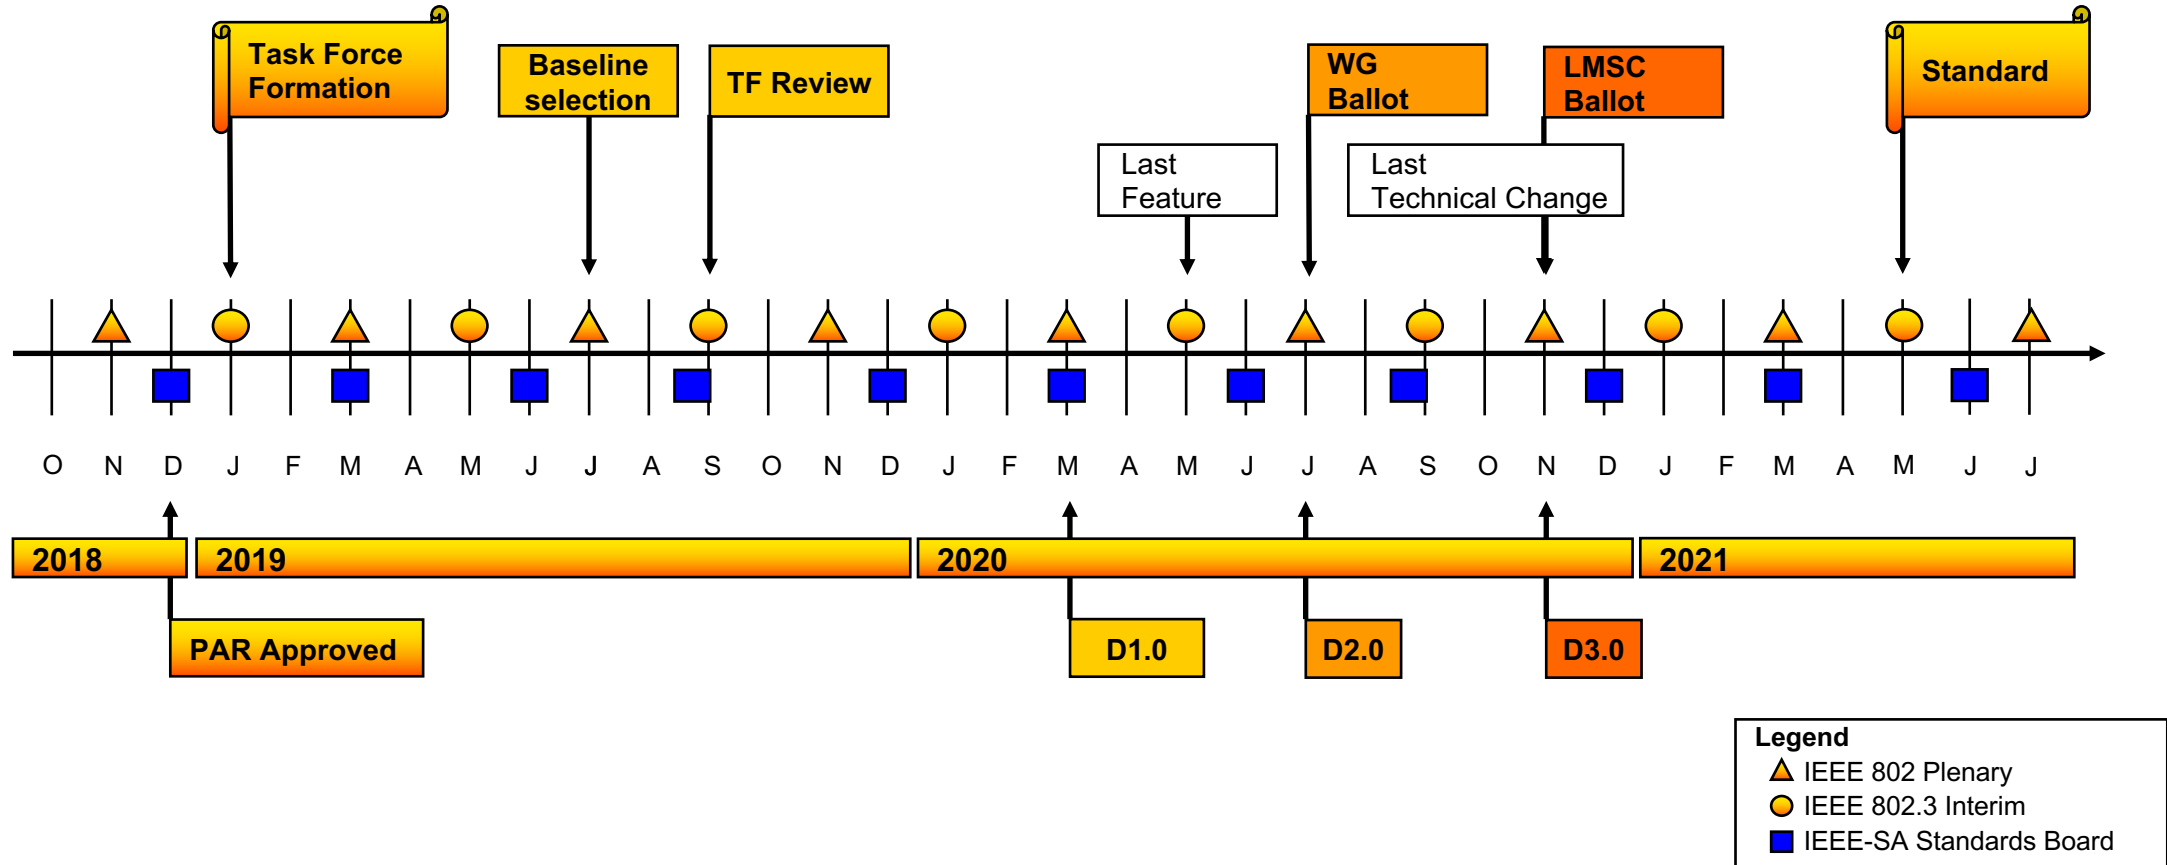 Task Force
Formation
Baseline
selection
TF Review
WG
Ballot
LMSC
Ballot
Standard
Last
Feature
Last
Technical Change
O N D J F M A M J J A S O N D J F M A M J J A S O N D J F M A M J J
2018 2019 2020 2021
PAR Approved
D1.0
D2.0
D3.0
Legend
IEEE 802 Plenary
IEEE 802.3 Interim
IEEE-SA Standards Board